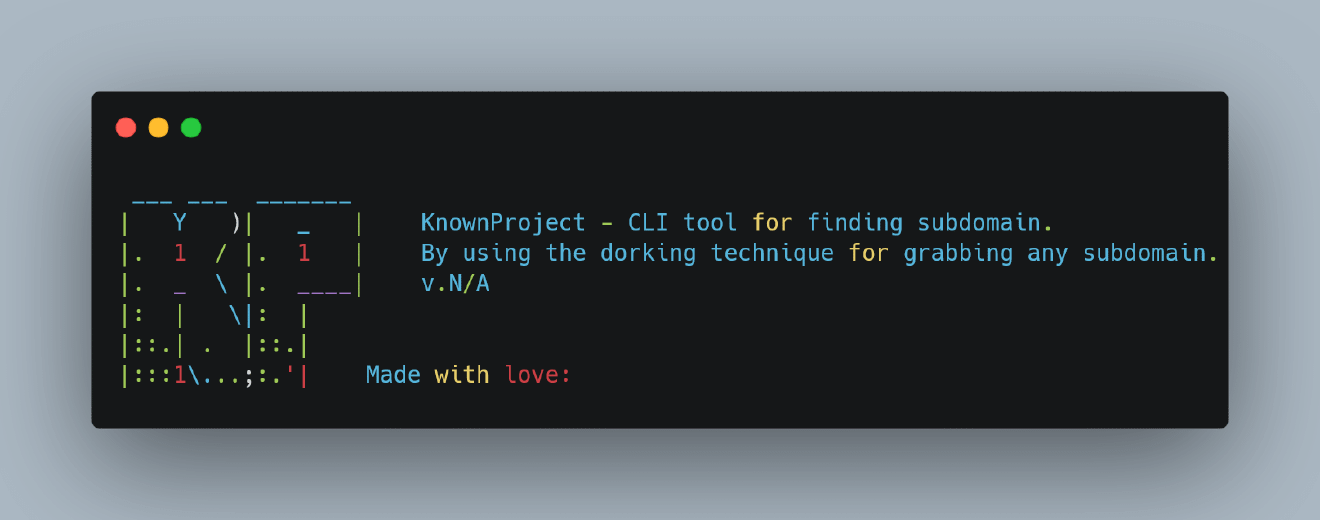 ___ ___  _______
|   Y   )|   _   |    KnownProject - CLI tool for finding subdomain.
|.  1  / |.  1   |    By using the dorking technique for grabbing any subdomain.
|.  _  \ |.  ____|    v.N/A
|:  |   \|:  |
|::.| .  |::.|
|:::1\...;:.'|    Made with love: